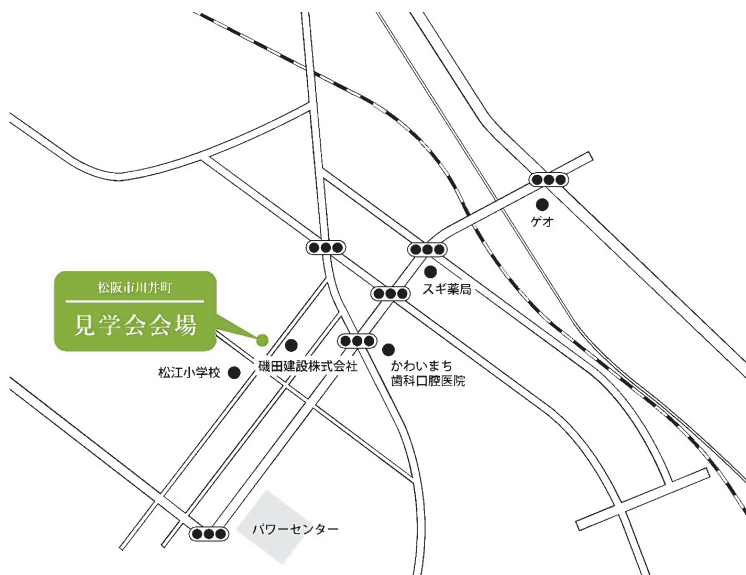 ゲオ
スギ薬局
松阪市川井町
見学会会場
磯田建設株式会社
かわいまち
歯科口腔医院
松江小学校
パワーセンター